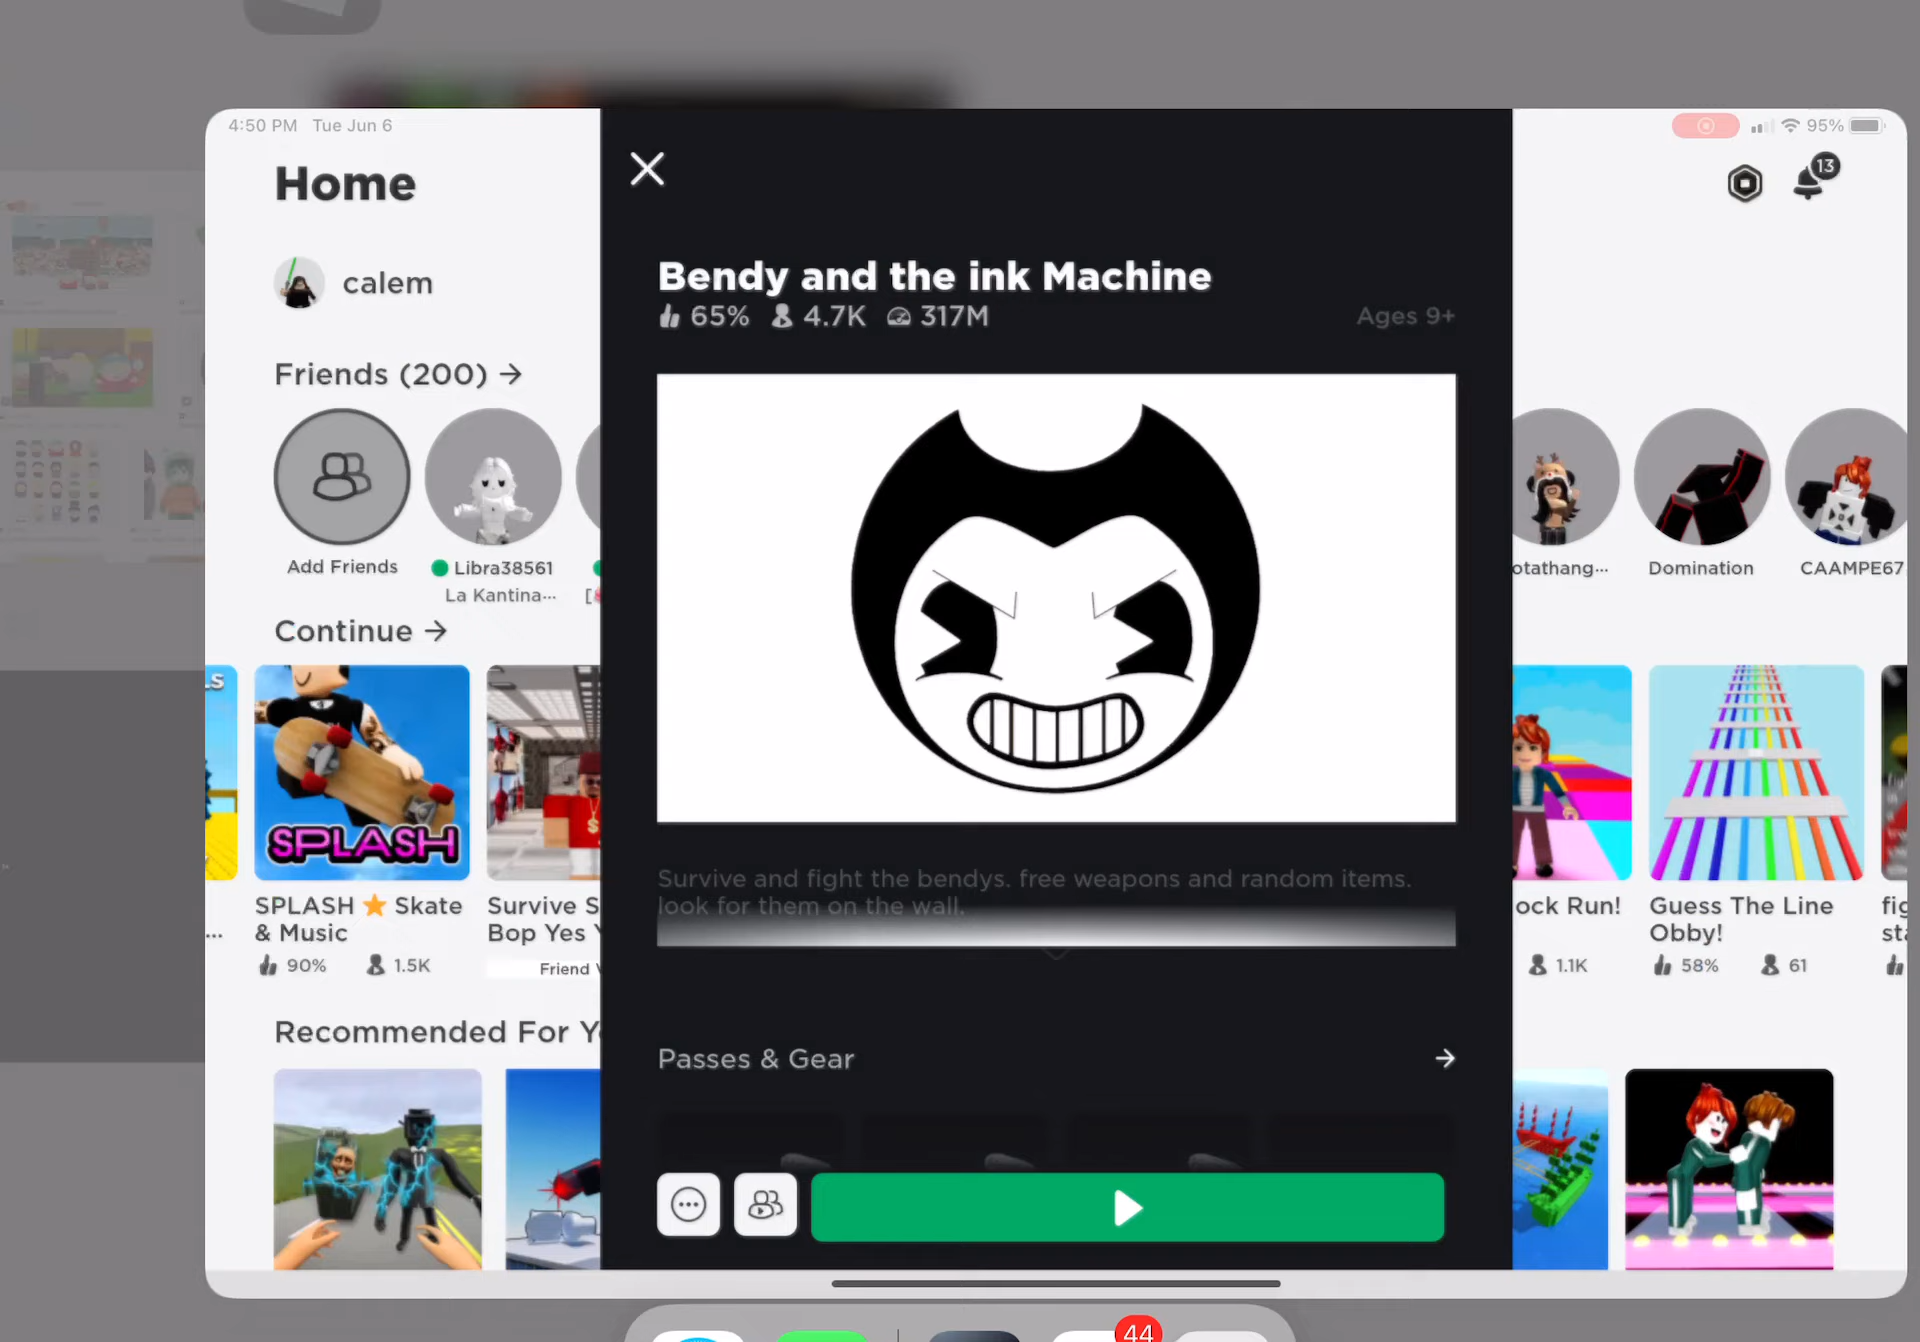 4:50 PM Tue Jun 6
95%
Home
13
calem
Bendy and the ink Machine
65% 4.7K 317M
Ages 9+
Friends (200) →
Add Friends
Libra38561
La Kantina...
otathang...
Domination
CAAMPE67
Continue →
SPLASH
SPLASH ⭐ Skate
& Music
90% 1.5K
Survive S
Bop Yes
Friend
Survive and fight the bendys. free weapons and random items.
look for them on the wall.
ock Run!
1.1K
Guess The Line
Obby!
58% 61
fig
sta
Recommended For Y
Passes & Gear →
44